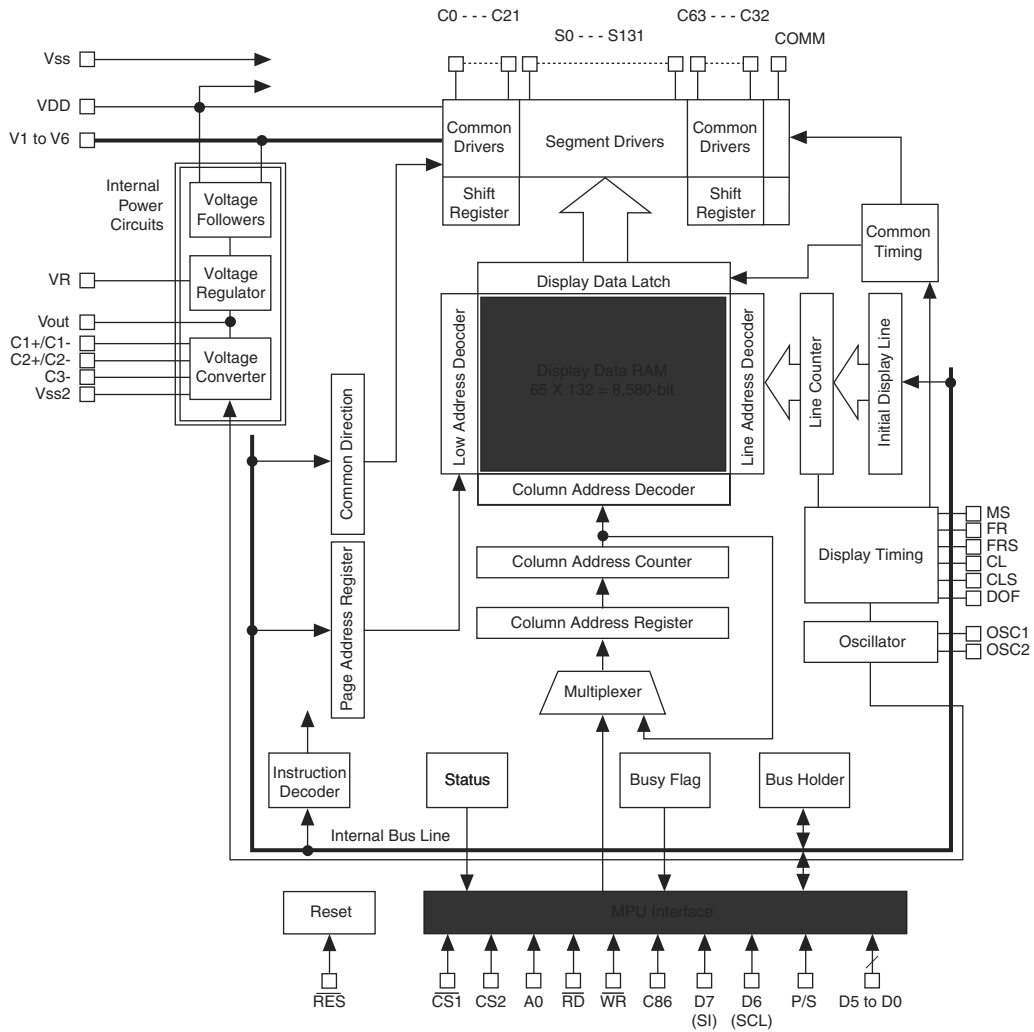 C0 - - - C21
C63 - - - C32
S0 - - - S131
COMM
Vss
VDD
V1 to V6
Common
Drivers
Segment Drivers
Common
Drivers
Shift
Register
Shift
Register
Internal
Power
Circuits
Voltage
Followers
Common
Timing
VR
Voltage
Regulator
Display Data Latch
Vout
C1+/C1-
C2+/C2-
C3-
Vss2
Voltage
Converter
Low Address Deocder
Display Data RAM
65 X 132 = 8,580-bit
Line Address Deocder
Line Counter
Initial Display Line
Common Direction
Column Address Decoder
MS
FR
FRS
CL
CLS
DOF
Display Timing
Column Address Counter
Page Address Register
Column Address Register
Oscillator
OSC1
OSC2
Multiplexer
Instruction
Decoder
Status
Busy Flag
Bus Holder
Internal Bus Line
Reset
MPU Interface
R̅E̅S̅
C̅S̅1̅
CS2
A0
R̅D̅
W̅R̅
C86
D7
(SI)
D6
(SCL)
P/S
D5 to D0